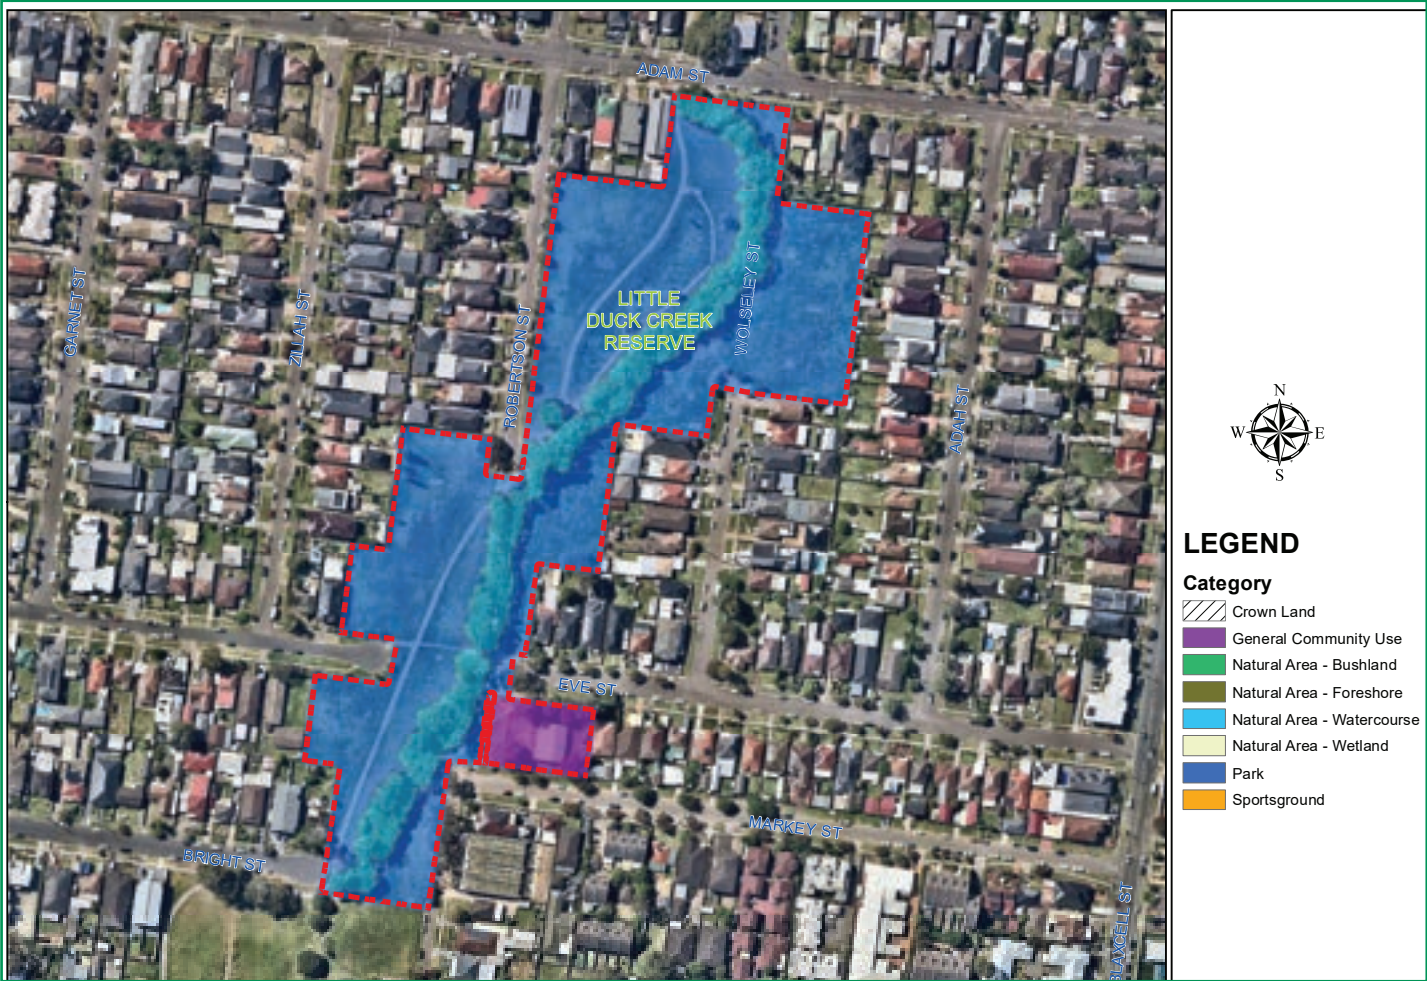 ADAM ST
GARNET ST
ZILLAH ST
ROBERTSON ST
LITTLE
DUCK CREEK
RESERVE
WOLSELEY ST
ADAH ST
EVE ST
MARKEY ST
BRIGHT ST
BLAXCELL ST
N
W
E
S
LEGEND
Category
Crown Land
General Community Use
Natural Area - Bushland
Natural Area - Foreshore
Natural Area - Watercourse
Natural Area - Wetland
Park
Sportsground